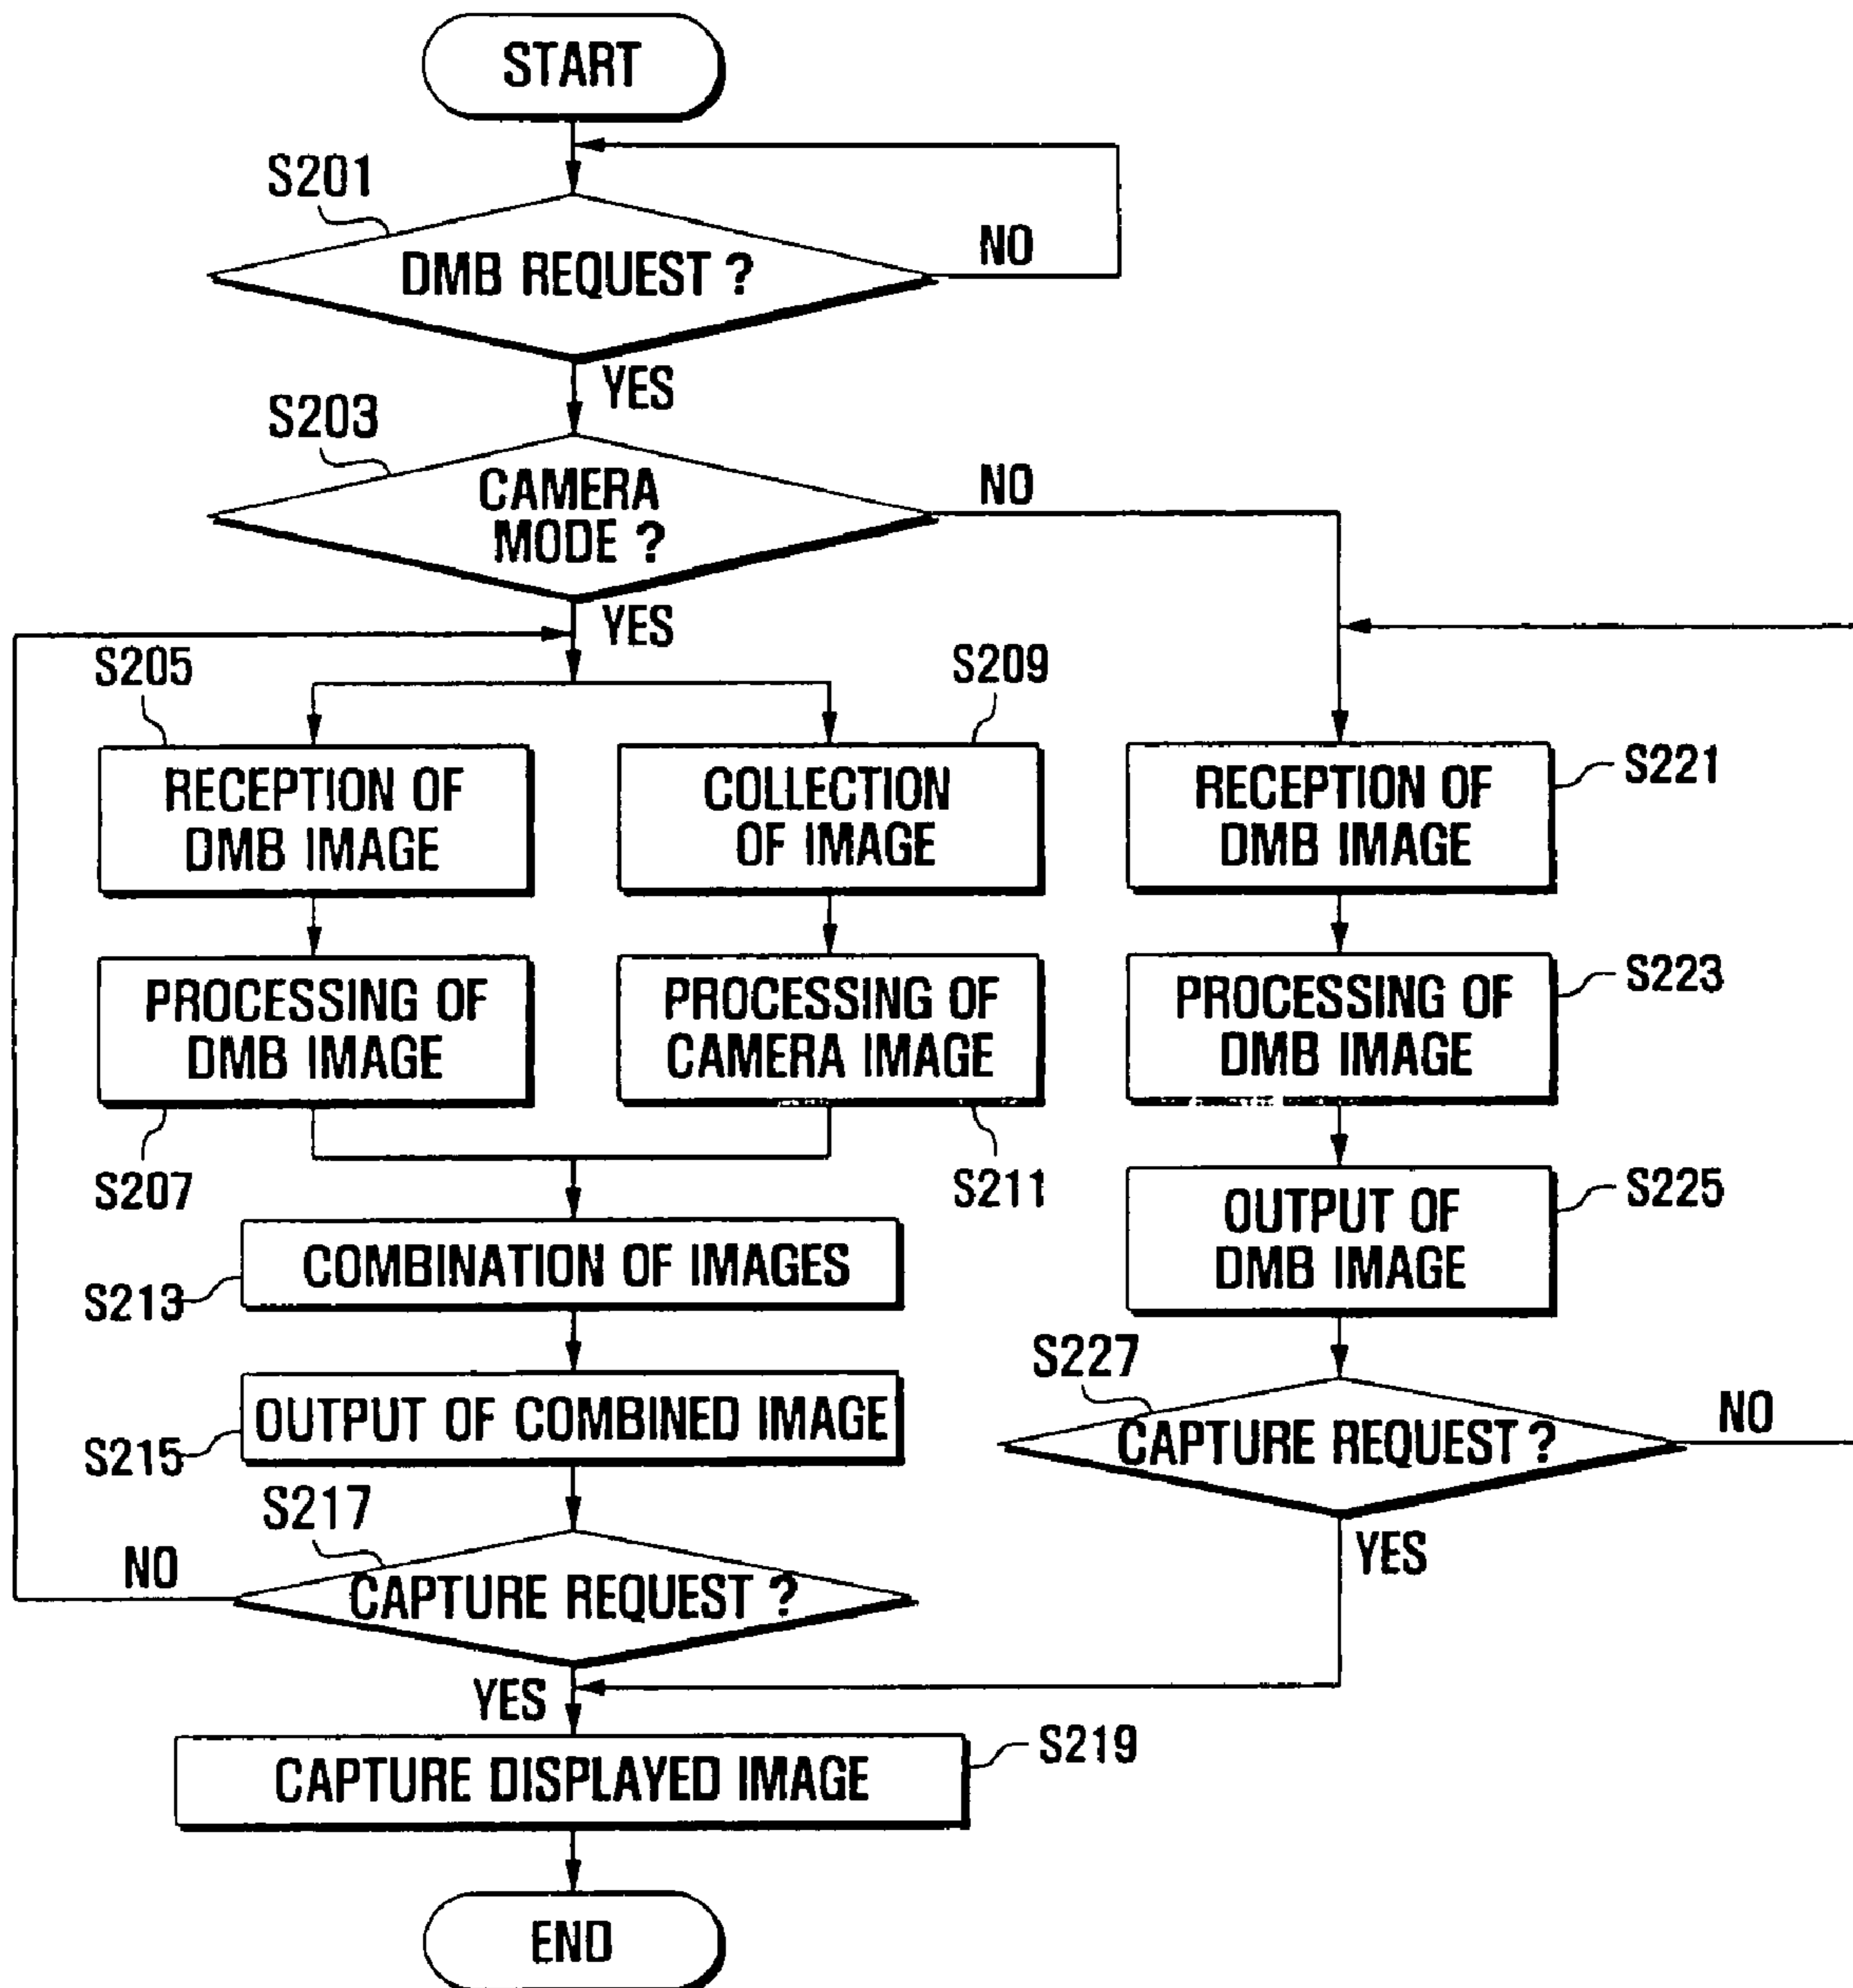 START
S201
DMB REQUEST ?
NO
YES
S203
CAMERA
MODE ?
NO
YES
S205
RECEPTION OF
DMB IMAGE
S209
COLLECTION
OF IMAGE
RECEPTION OF
DMB IMAGE
S221
PROCESSING OF
DMB IMAGE
S207
PROCESSING OF
CAMERA IMAGE
S211
PROCESSING OF
DMB IMAGE
S223
OUTPUT OF
DMB IMAGE
S225
COMBINATION OF IMAGES
S213
OUTPUT OF COMBINED IMAGE
S215
S227
CAPTURE REQUEST ?
NO
YES
S217
CAPTURE REQUEST ?
NO
YES
CAPTURE DISPLAYED IMAGE
S219
END